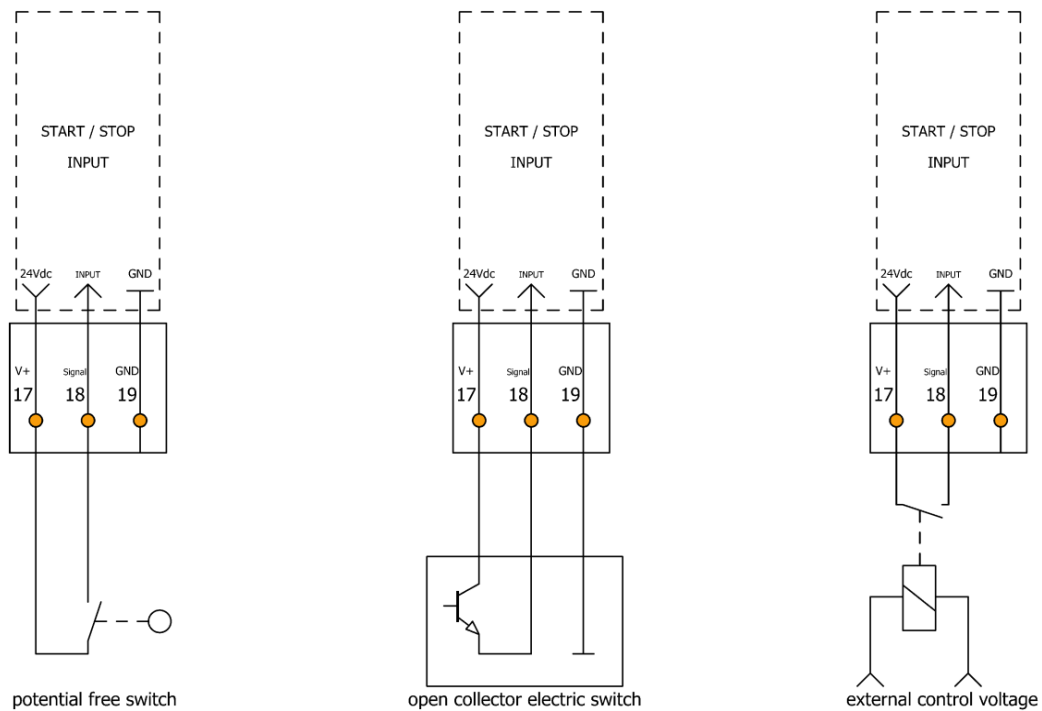 START / STOP
INPUT
24Vdc INPUT GND
V+ Signal GND
17 18 19
potential free switch
START / STOP
INPUT
24Vdc INPUT GND
V+ Signal GND
17 18 19
open collector electric switch
START / STOP
INPUT
24Vdc INPUT GND
V+ Signal GND
17 18 19
external control voltage